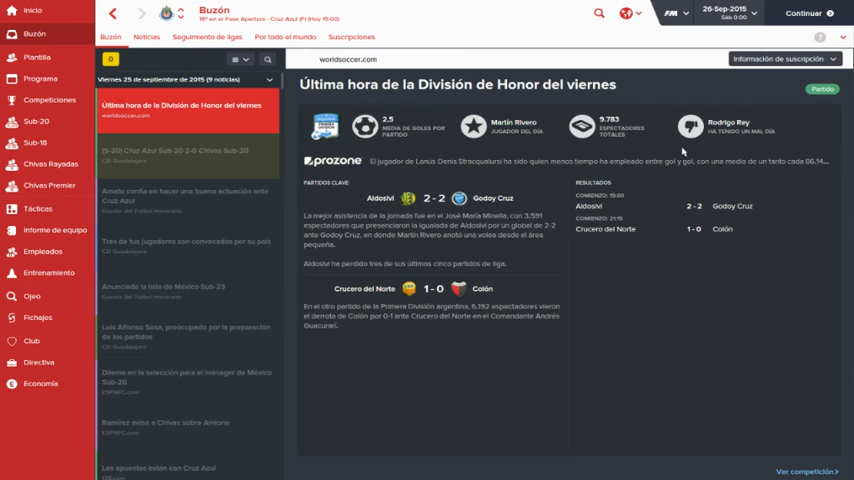 Inicio
Buzón
Plantilla
Programa
Competiciones
Sub-20
Sub-18
Chivas Rayadas
Chivas Premier
Tácticas
Informe de equipo
Empleados
Entrenamiento
Ojeo
Fichajes
Club
Directiva
Economía
Buzón
18º en el Fase Apertura - Cruz Azul (F) (Hoy 15:00)
FM
26-Sep-2015
Sáb 0:00
Continuar
Buzón Noticias Seguimiento de ligas Por todo el mundo Suscripciones
0
worldsoccer.com
Información de suscripción
Viernes 25 de septiembre de 2015 (9 noticias)
Última hora de la División de Honor del viernes
worldsoccer.com
(S-20) Cruz Azul Sub-20 2-0 Chivas Sub-20
CD Guadalajara
Amato confía en hacer una buena actuación ante
Cruz Azul
Gaceta del Fútbol mexicano
Tres de tus jugadores son convocados por su país
CD Guadalajara
Anunciada la lista de México Sub-23
Gaceta del Fútbol mexicano
Luis Alfonso Sosa, preocupado por la preparación
de los partidos
CD Guadalajara
Dilema en la selección para el mánager de México
Sub-20
ESPNFC.com
Ramírez avisa a Chivas sobre Amione
ESPNFC.com
Las apuestas están con Cruz Azul
Última hora de la División de Honor del viernes
Partido
2,5
MEDIA DE GOLES POR
PARTIDO
Martín Rivero
JUGADOR DEL DÍA
9.783
ESPECTADORES
TOTALES
Rodrigo Rey
HA TENIDO UN MAL DÍA
prozone
El jugador de Lanús Denis Stracqualursi ha sido quien menos tiempo ha empleado entre gol y gol, con una media de un tanto cada 86.14...
PARTIDOS CLAVE
Aldosivi 2 - 2 Godoy Cruz
La mejor asistencia de la jornada fue en el José María Minella, con 3.591
espectadores que presenciaron la igualada de Aldosivi por un global de 2-2
ante Godoy Cruz, en donde Martín Rivero anotó una volea desde el área
pequeña.
Aldosivi ha perdido tres de sus últimos cinco partidos de liga.
Crucero del Norte 1 - 0 Colón
En el otro partido de la Primera División argentina, 6.192 espectadores vieron
el derrota de Colón por 0-1 ante Crucero del Norte en el Comandante Andrés
Guacurarí.
RESULTADOS
COMIENZO: 19:00
Aldosivi 2 - 2 Godoy Cruz
COMIENZO: 21:15
Crucero del Norte 1 - 0 Colón
Ver competición >